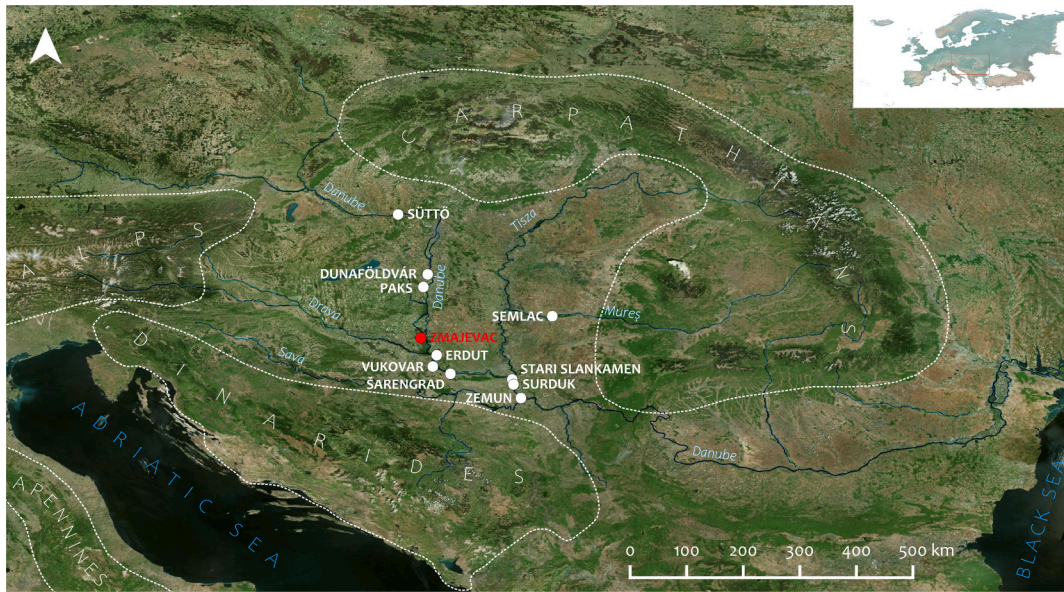 CARPATHIANS
Danube
SÜTTÖ
Tisza
ALPS
DUNAFÖLDVÁR
PAKS
Danube
Drava
SEMLAC
Mureș
ZMAJEVAC
Sava
ERDUT
VUKOVAR
ŠARENGRAD
STARI SLANKAMEN
SURDUK
ZEMUN
DINARIDES
Danube
ADRIATIC SEA
APENNINES
BLACK SEA
0 100 200 300 400 500 km